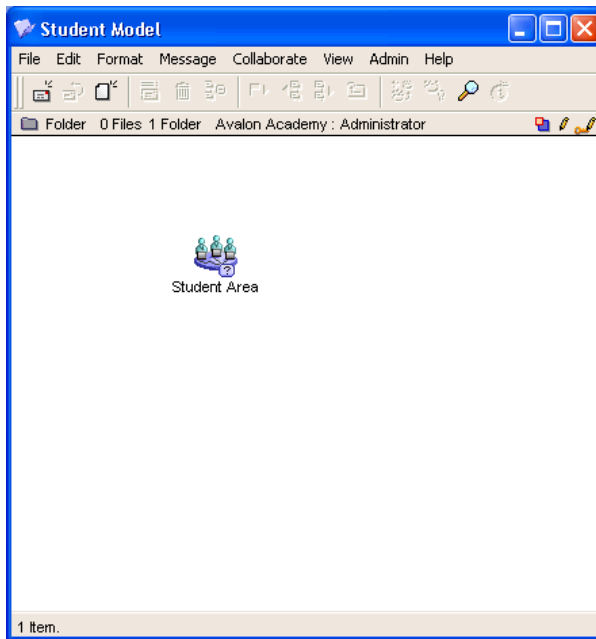 Student Model
File Edit Format Message Collaborate View Admin Help
Folder 0 Files 1 Folder Avalon Academy : Administrator
?
Student Area
1 Item.